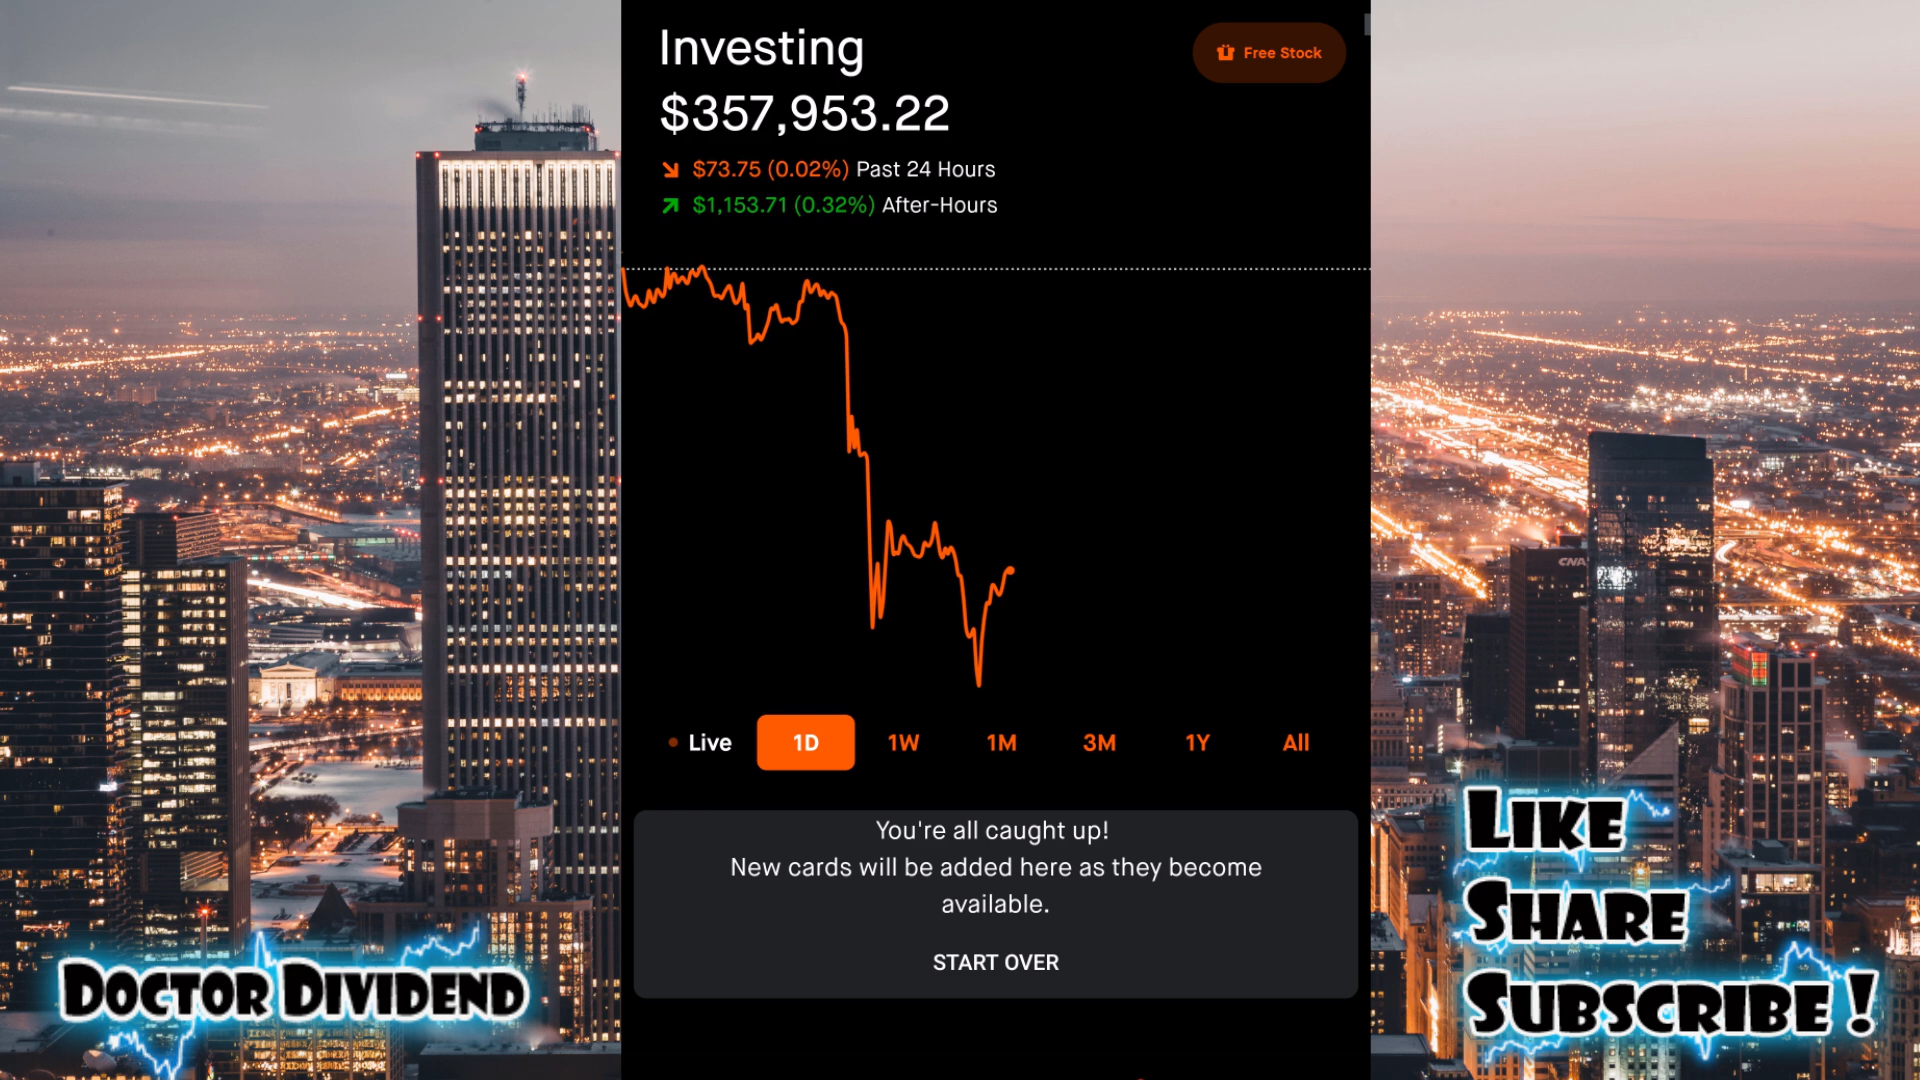 Investing
Free Stock
$357,953.22
$73.75 (0.02%) Past 24 Hours
$1,153.71 (0.32%) After-Hours
CNA
Live 1D 1W 1M 3M 1Y All
You're all caught up!
New cards will be added here as they become
available.
START OVER
DOCTOR DIVIDEND
LIKE
SHARE
SUBSCRIBE!